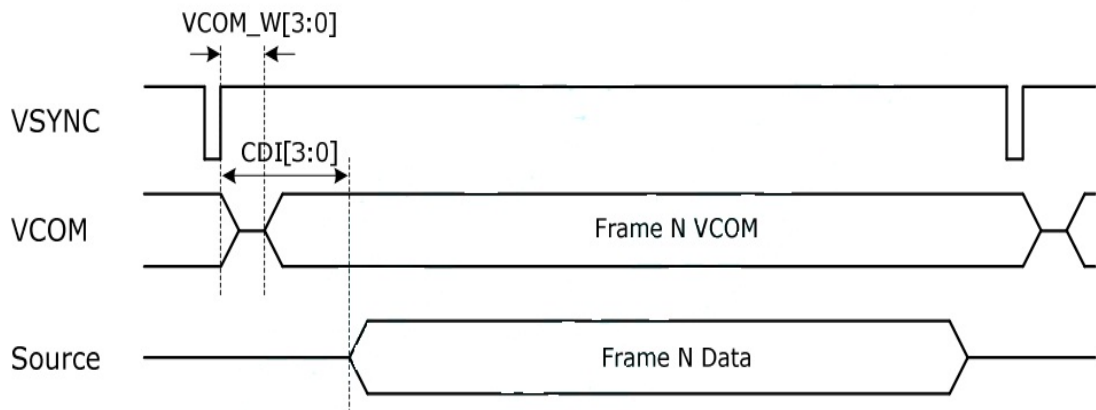 VCOM_W[3:0]
VSYNC
CDI[3:0]
VCOM
Frame N VCOM
Source
Frame N Data